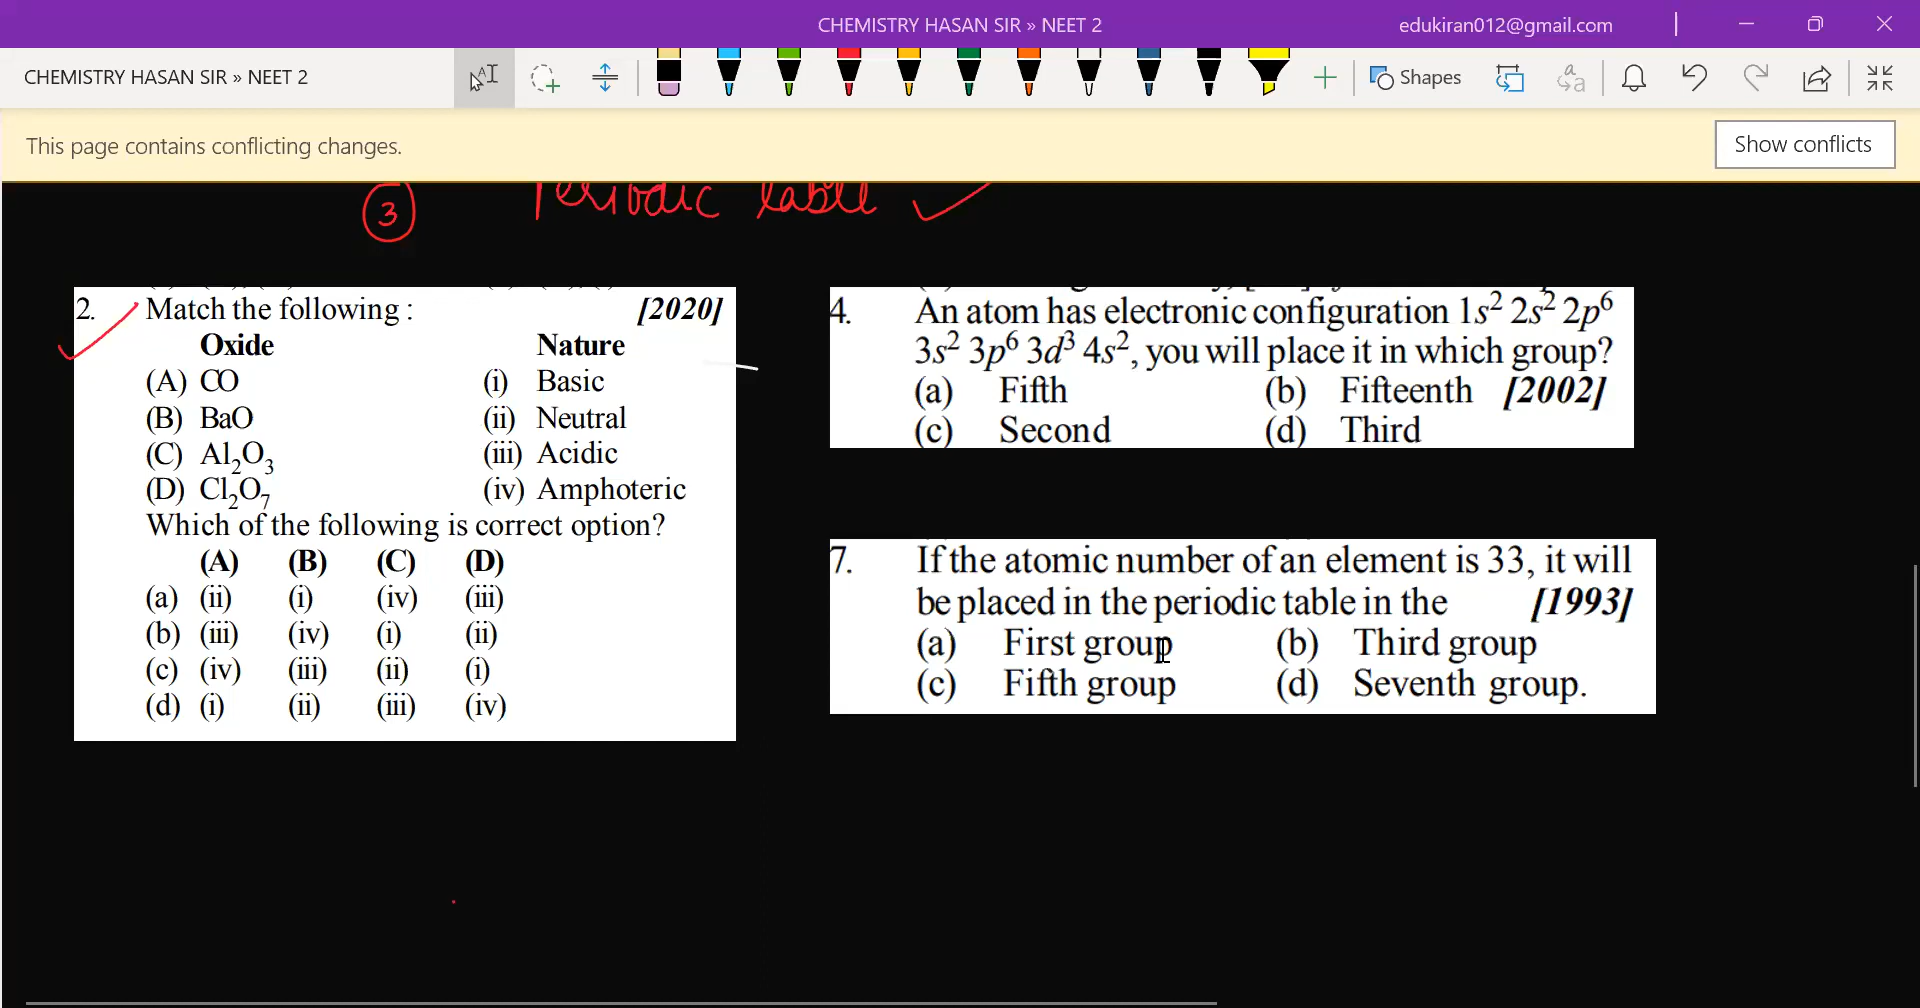 CHEMISTRY HASAN SIR » NEET 2
edukiran012@gmail.com
CHEMISTRY HASAN SIR » NEET 2
Shapes
This page contains conflicting changes.
Show conflicts
3 Periodic table
2. Match the following : [2020]
Oxide Nature
(A) CO (i) Basic
(B) BaO (ii) Neutral
(C) Al₂O₃ (iii) Acidic
(D) Cl₂O₇ (iv) Amphoteric
Which of the following is correct option?
(A) (B) (C) (D)
(a) (ii) (i) (iv) (iii)
(b) (iii) (iv) (i) (ii)
(c) (iv) (iii) (ii) (i)
(d) (i) (ii) (iii) (iv)
4. An atom has electronic configuration 1s² 2s² 2p⁶
3s² 3p⁶ 3d³ 4s², you will place it in which group?
(a) Fifth (b) Fifteenth [2002]
(c) Second (d) Third
7. If the atomic number of an element is 33, it will
be placed in the periodic table in the [1993]
(a) First group (b) Third group
(c) Fifth group (d) Seventh group.